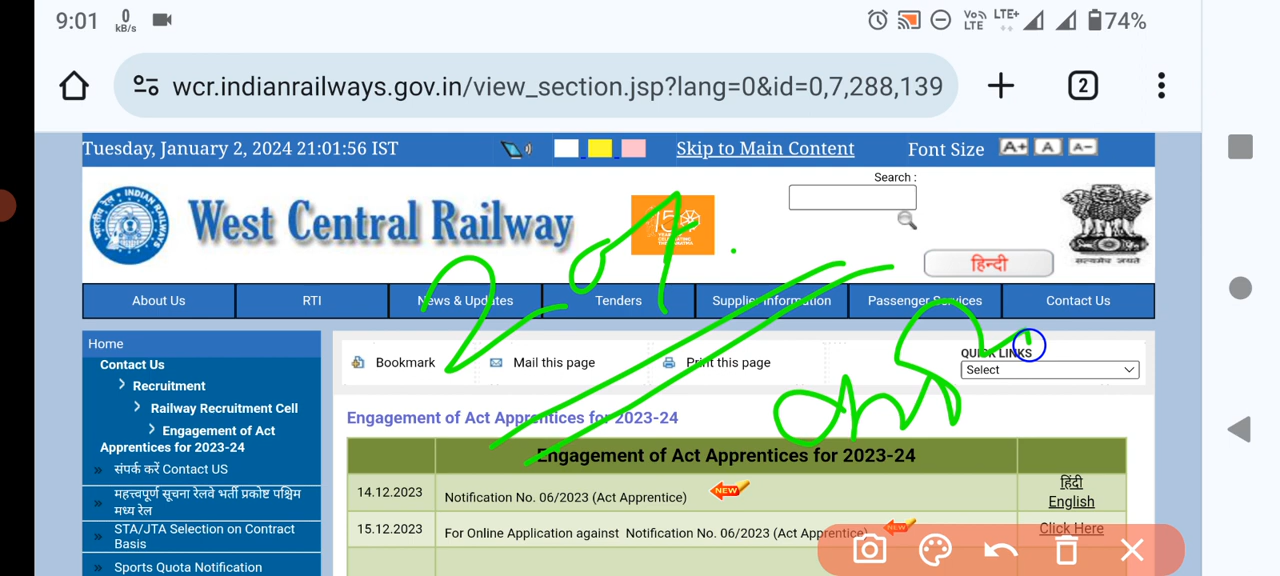 9:01 0 kB/s Vo)) LTE LTE+ 74%
wcr.indianrailways.gov.in/view_section.jsp?lang=0&id=0,7,288,139 2
Tuesday, January 2, 2024 21:01:56 IST Skip to Main Content Font Size A+ A A-
Search :
West Central Railway
हिन्दी
सत्यमेव जयते
About Us RTI News & Updates Tenders Supplier Information Passenger Services Contact Us
Home
Contact Us
Recruitment
Railway Recruitment Cell
Engagement of Act
Apprentices for 2023-24
संपर्क करें Contact US
महत्त्वपूर्ण सूचना रेलवे भर्ती प्रकोष्ट पश्चिम
मध्य रेल
STA/JTA Selection on Contract
Basis
Sports Quota Notification
Bookmark Mail this page Print this page
QUICK LINKS
Select
Engagement of Act Apprentices for 2023-24
Engagement of Act Apprentices for 2023-24
14.12.2023 Notification No. 06/2023 (Act Apprentice) NEW हिंदी
English
15.12.2023 For Online Application against Notification No. 06/2023 (Act Apprentice) NEW Click Here